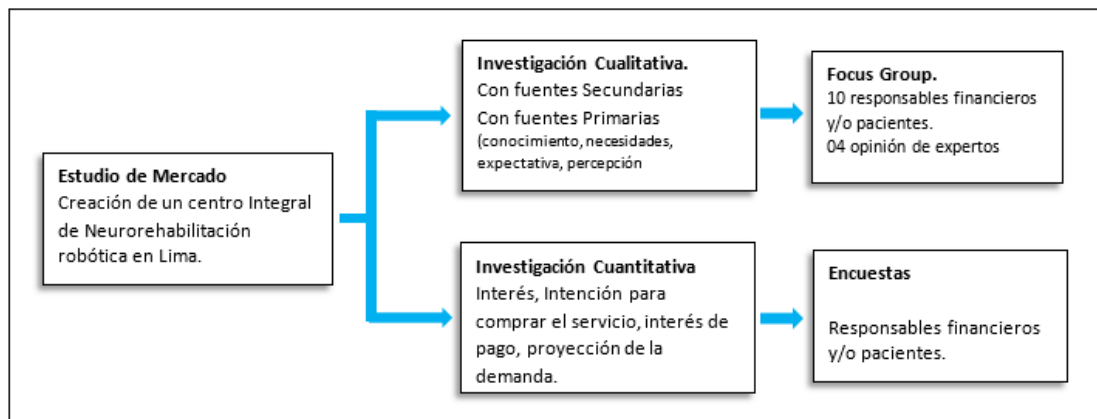 Estudio de Mercado
Creación de un centro Integral
de Neurorehabilitación
robótica en Lima.
Investigación Cualitativa.
Con fuentes Secundarias
Con fuentes Primarias
(conocimiento, necesidades,
expectativa, percepción
Focus Group.
10 responsables financieros
y/o pacientes.
04 opinión de expertos
Investigación Cuantitativa
Interés, Intención para
comprar el servicio, interés de
pago, proyección de la
demanda.
Encuestas
Responsables financieros
y/o pacientes.